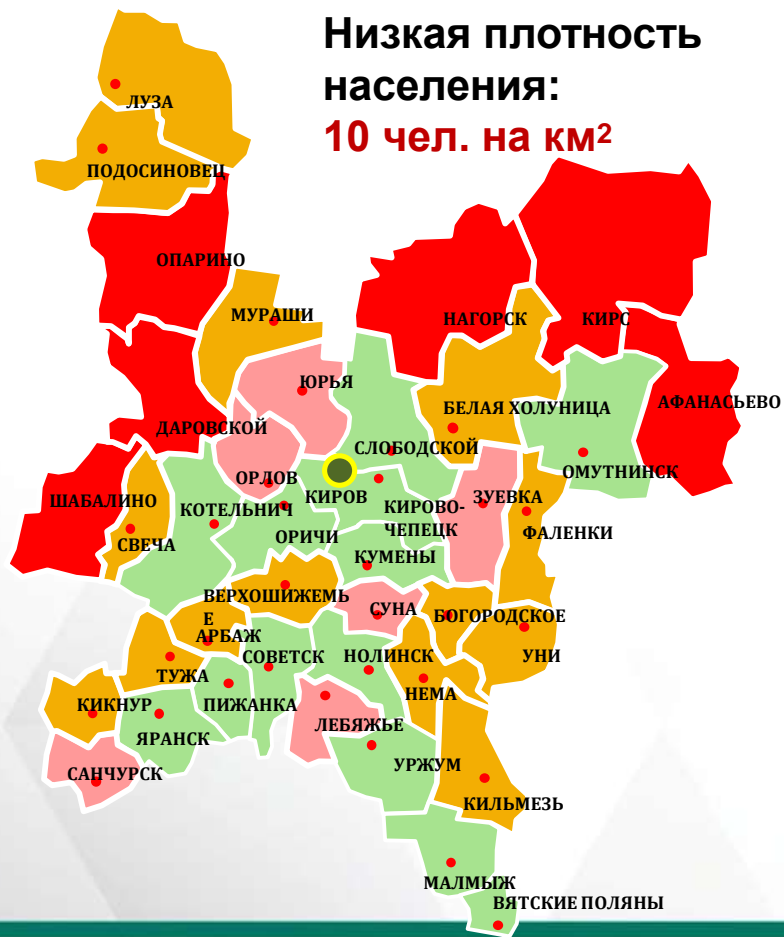 Низкая плотность
населения:
10 чел. на км²
ЛУЗА
ПОДОСИНОВЕЦ
ОПАРИНО
МУРАШИ
НАГОРСК
КИРС
ЮРЬЯ
БЕЛАЯ ХОЛУНИЦА
АФАНАСЬЕВО
ДАРОВСКОЙ
СЛОБОДСКОЙ
ОМУТНИНСК
ОРЛОВ
ШАБАЛИНО
КОТЕЛЬНИЧ
КИРОВ
КИРОВО-
ЧЕПЕЦК
ЗУЕВКА
ФАЛЕНКИ
СВЕЧА
ОРИЧИ
КУМЕНЫ
ВЕРХОШИЖЕМЬ
Е
СУНА
БОГОРОДСКОЕ
АРБАЖ
СОВЕТСК
НОЛИНСК
УНИ
ТУЖА
НЕМА
КИКНУР
ПИЖАНКА
ЛЕБЯЖЬЕ
ЯРАНСК
УРЖУМ
САНЧУРСК
КИЛЬМЕЗЬ
МАЛМЫЖ
ВЯТСКИЕ ПОЛЯНЫ